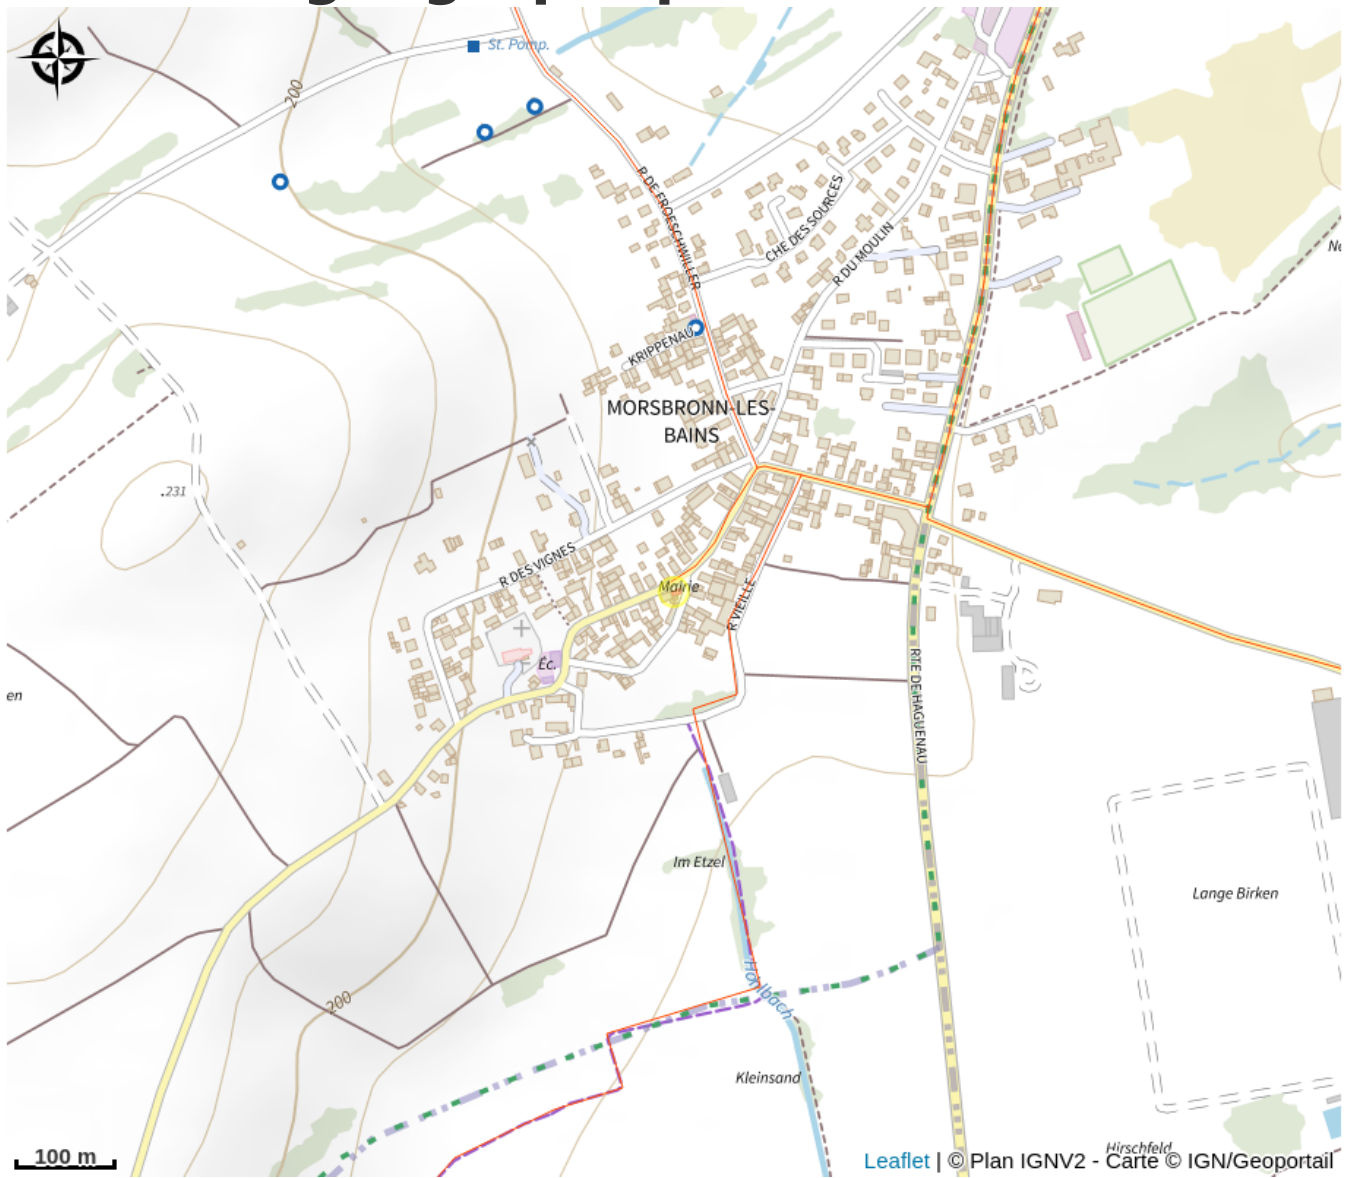 St. Pomp.
200
R DE FROESCHWILLER
CHE DES SOURCES
R DU MOULIN
KRIPPENAU
MORSBRONN-LES-
BAINS
.231
R DES VIGNES
Mairie
R VIEILLE
Éc.
RTE DE HAGUENAU
en
Im Etzel
Lange Birken
200
Kleinsand
Hirschfeld
100 m
Leaflet | © Plan IGNV2 - Carte © IGN/Geoportail